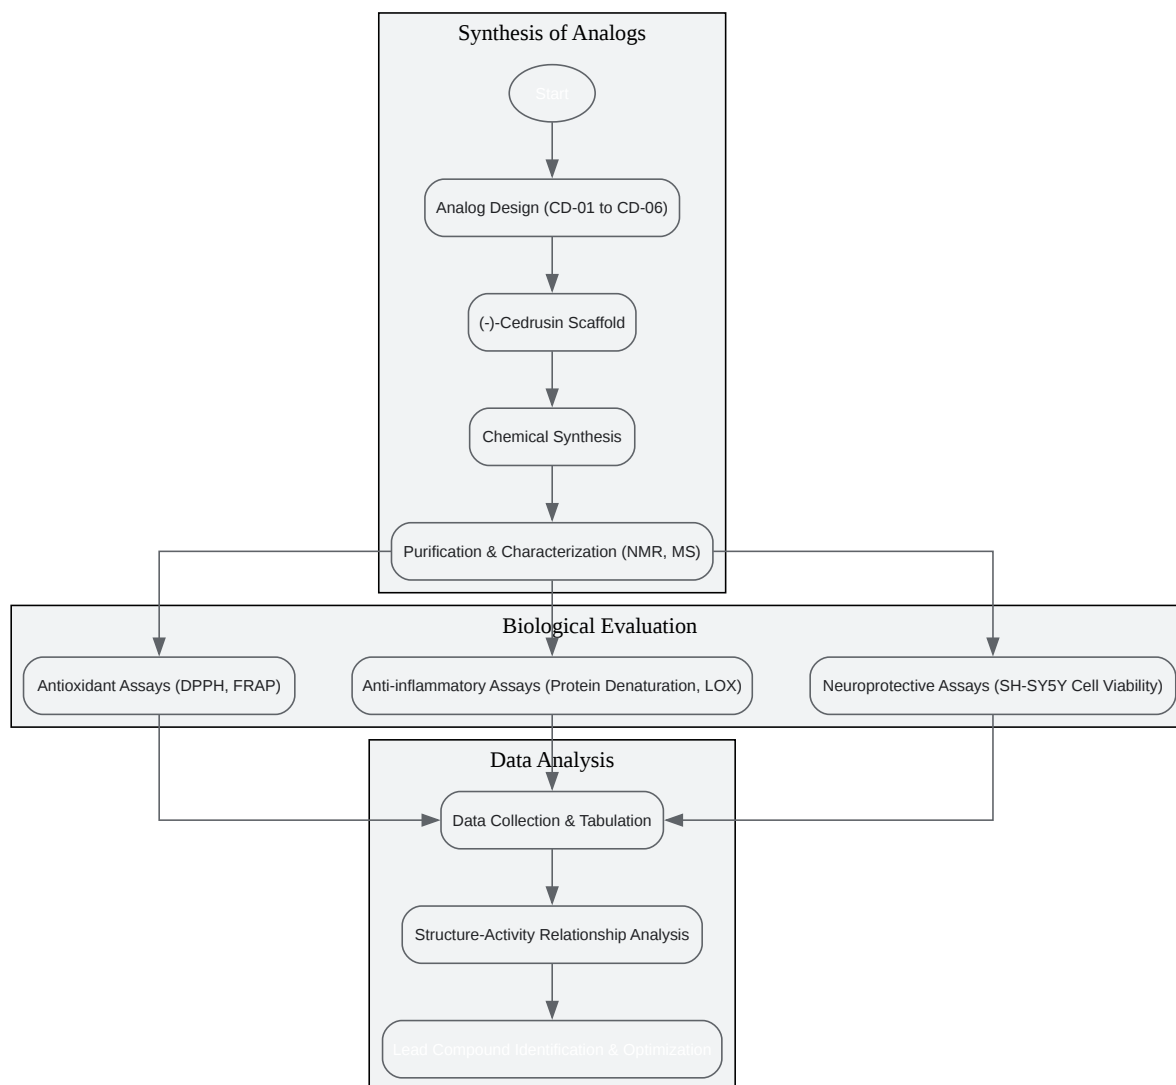 Synthesis of Analogs
Start
Analog Design (CD-01 to CD-06)
(-)-Cedrusin Scaffold
Chemical Synthesis
Purification & Characterization (NMR, MS)
Biological Evaluation
Antioxidant Assays (DPPH, FRAP)
Anti-inflammatory Assays (Protein Denaturation, LOX)
Neuroprotective Assays (SH-SY5Y Cell Viability)
Data Analysis
Data Collection & Tabulation
Structure-Activity Relationship Analysis
Lead Compound Identification & Optimization